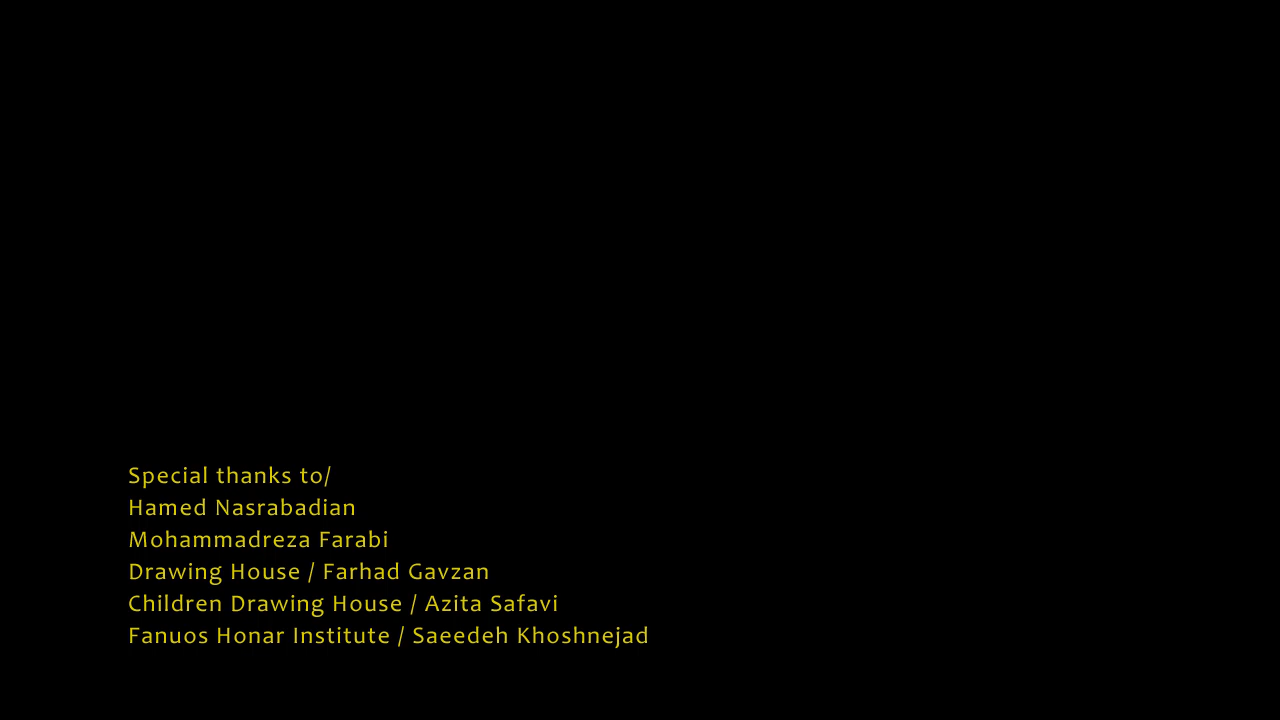 Special thanks to/
Hamed Nasrabadian
Mohammadreza Farabi
Drawing House / Farhad Gavzan
Children Drawing House / Azita Safavi
Fanuos Honar Institute / Saeedeh Khoshnejad